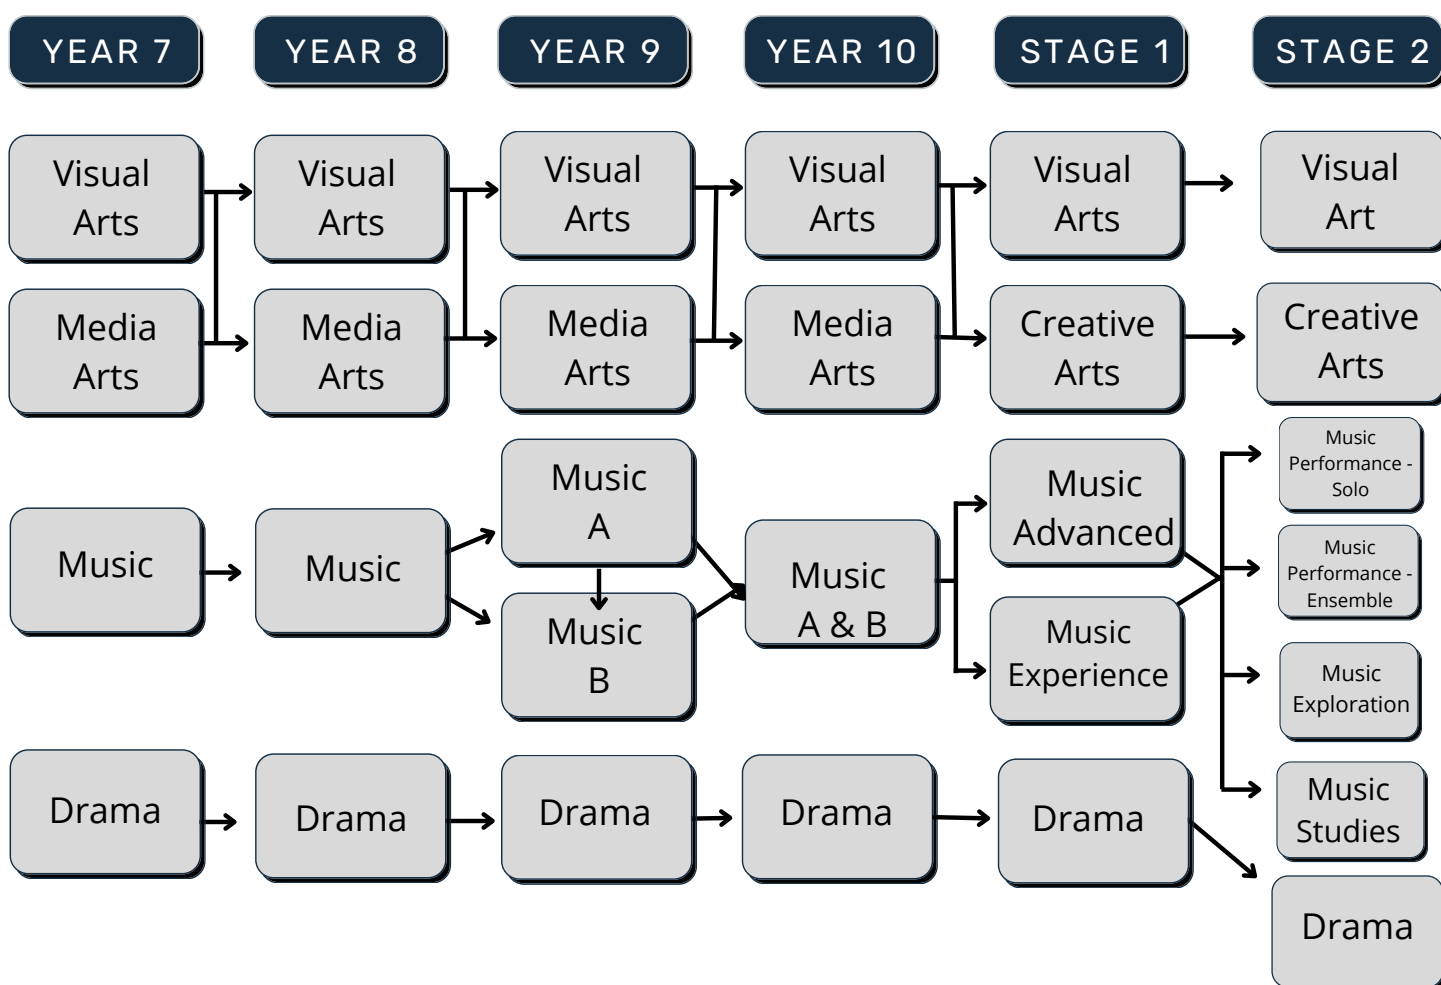 YEAR 7
YEAR 8
YEAR 9
YEAR 10
STAGE 1
STAGE 2
Visual
Arts
Visual
Arts
Visual
Arts
Visual
Arts
Visual
Arts
Visual
Art
Media
Arts
Media
Arts
Media
Arts
Media
Arts
Creative
Arts
Creative
Arts
Music
Music
Music
A
Music
B
Music
A & B
Music
Advanced
Music
Experience
Music
Performance -
Solo
Music
Performance -
Ensemble
Music
Exploration
Music
Studies
Drama
Drama
Drama
Drama
Drama
Drama